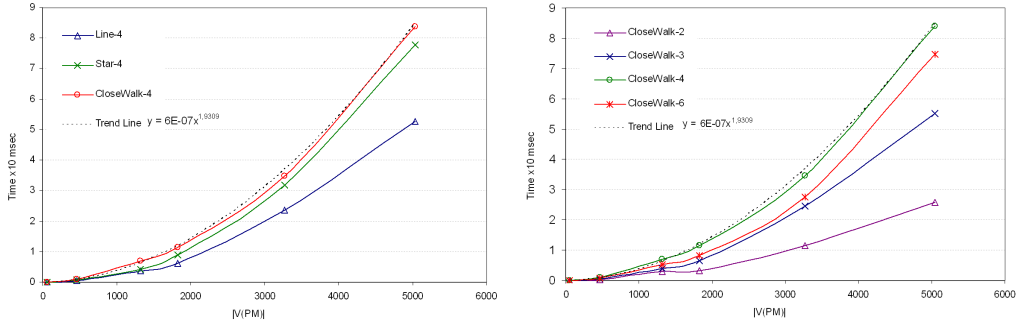 9
8
7
6
5
4
3
2
1
0
Time x10 msec
Line-4
Star-4
CloseWalk-4
Trend Line y = 6E-07x^1,9309
0 1000 2000 3000 4000 5000 6000
|V(PM)|
9
8
7
6
5
4
3
2
1
0
Time x10 msec
CloseWalk-2
CloseWalk-3
CloseWalk-4
CloseWalk-6
Trend Line y = 6E-07x^1,9309
0 1000 2000 3000 4000 5000 6000
|V(PM)|